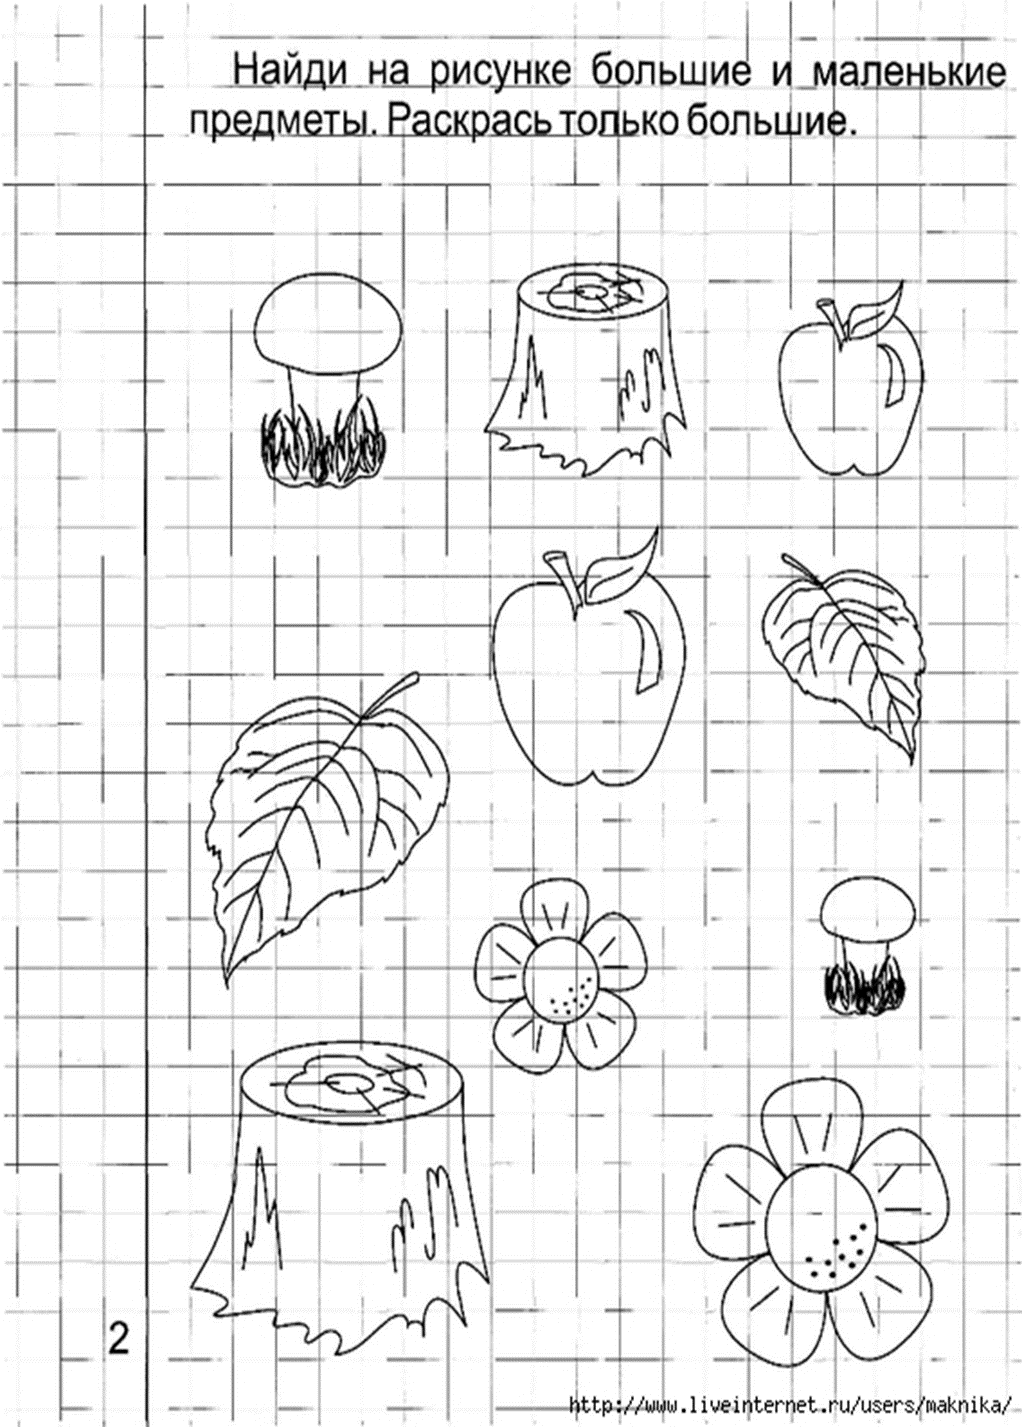 Найди на рисунке большие и маленькие
предметы. Раскрась только большие.
2
http://www.liveinternet.ru/users/maknika/